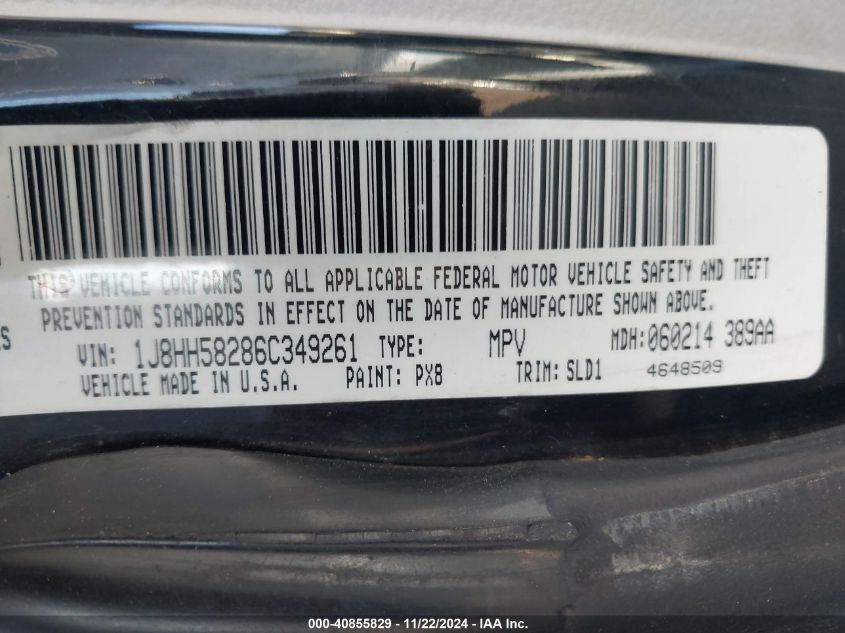 THIS VEHICLE CONFORMS TO ALL APPLICABLE FEDERAL MOTOR VEHICLE SAFETY AND THEFT
PREVENTION STANDARDS IN EFFECT ON THE DATE OF MANUFACTURE SHOWN ABOVE.
VIN: 1J8HH58286C349261 TYPE: MPV MDH:060214 389AA
VEHICLE MADE IN U.S.A. PAINT: PX8 TRIM: SLD1 4648509
000-40855829 - 11/22/2024 - IAA Inc.